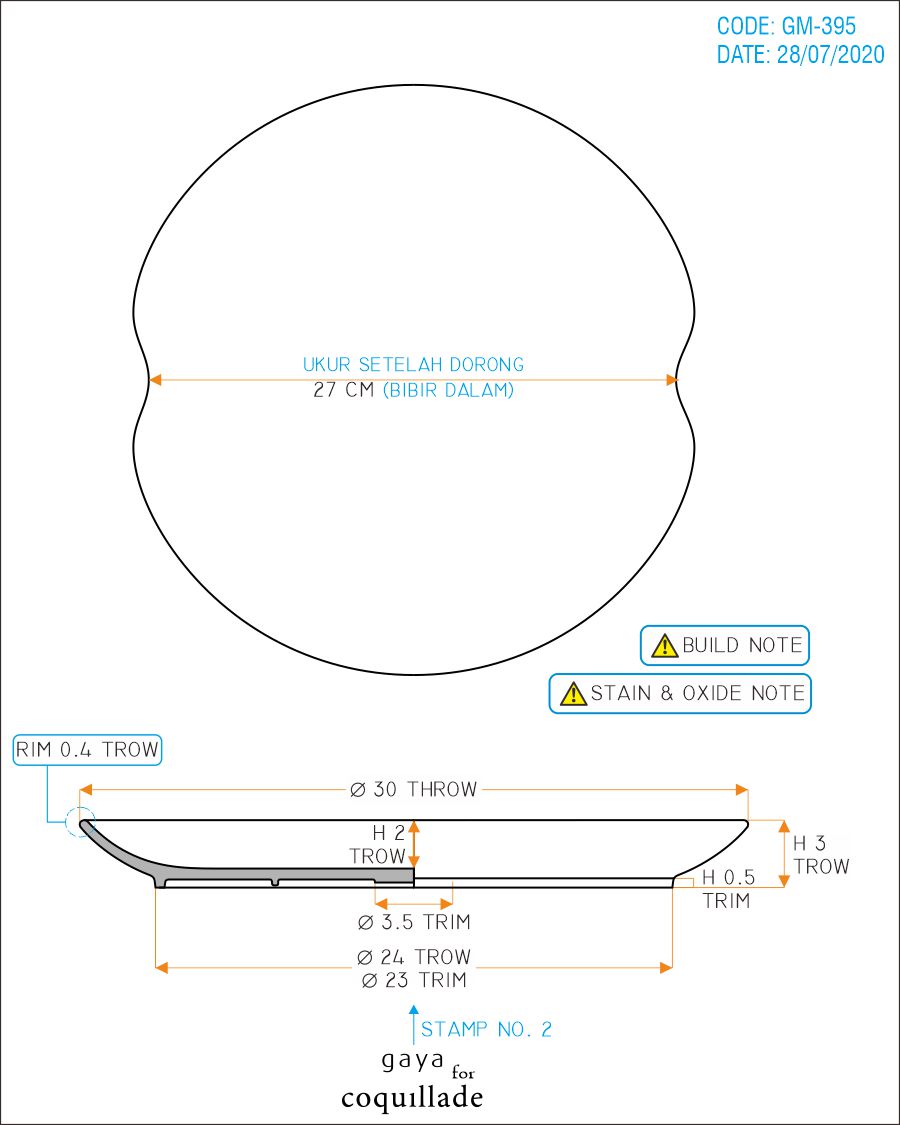 CODE: GM-395
DATE: 28/07/2020
UKUR SETELAH DORONG
27 CM (BIBIR DALAM)
BUILD NOTE
STAIN & OXIDE NOTE
RIM 0.4 TROW
Ø 30 THROW
H 2
TROW
H 3
TROW
H 0.5
TRIM
Ø 3.5 TRIM
Ø 24 TROW
Ø 23 TRIM
STAMP NO. 2
gaya for
coquıllade